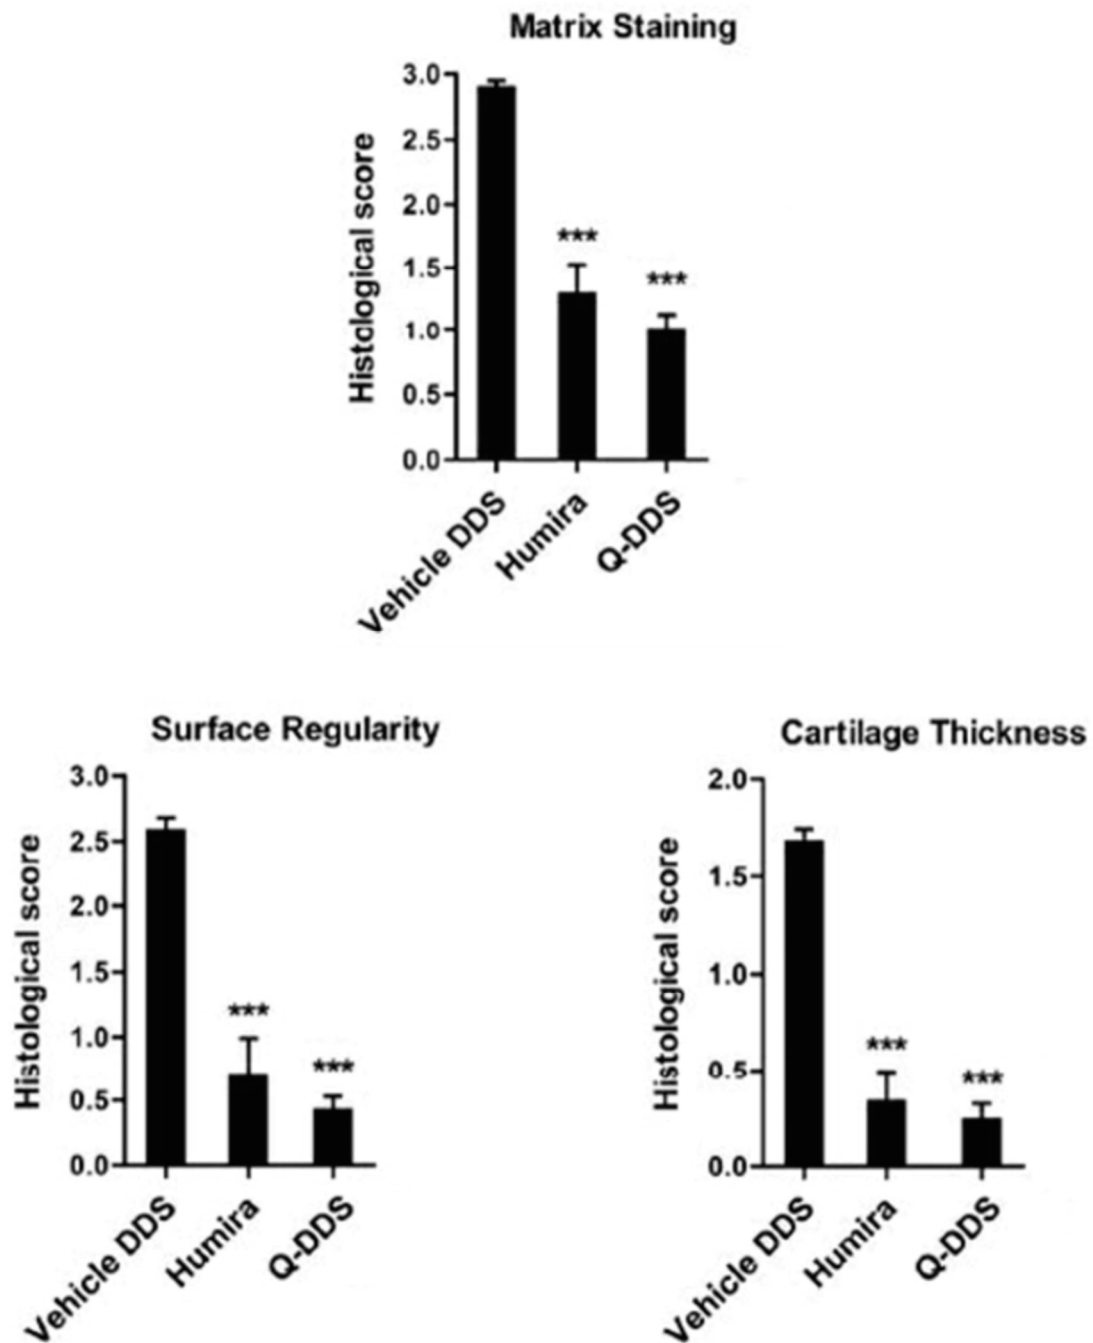 Matrix Staining
Histological score
3.0
2.5
2.0
1.5
1.0
0.5
0.0
***
***
Vehicle DDS
Humira
Q-DDS
Surface Regularity
Histological score
3.0
2.5
2.0
1.5
1.0
0.5
0.0
***
***
Vehicle DDS
Humira
Q-DDS
Cartilage Thickness
Histological score
2.0
1.5
1.0
0.5
0.0
***
***
Vehicle DDS
Humira
Q-DDS